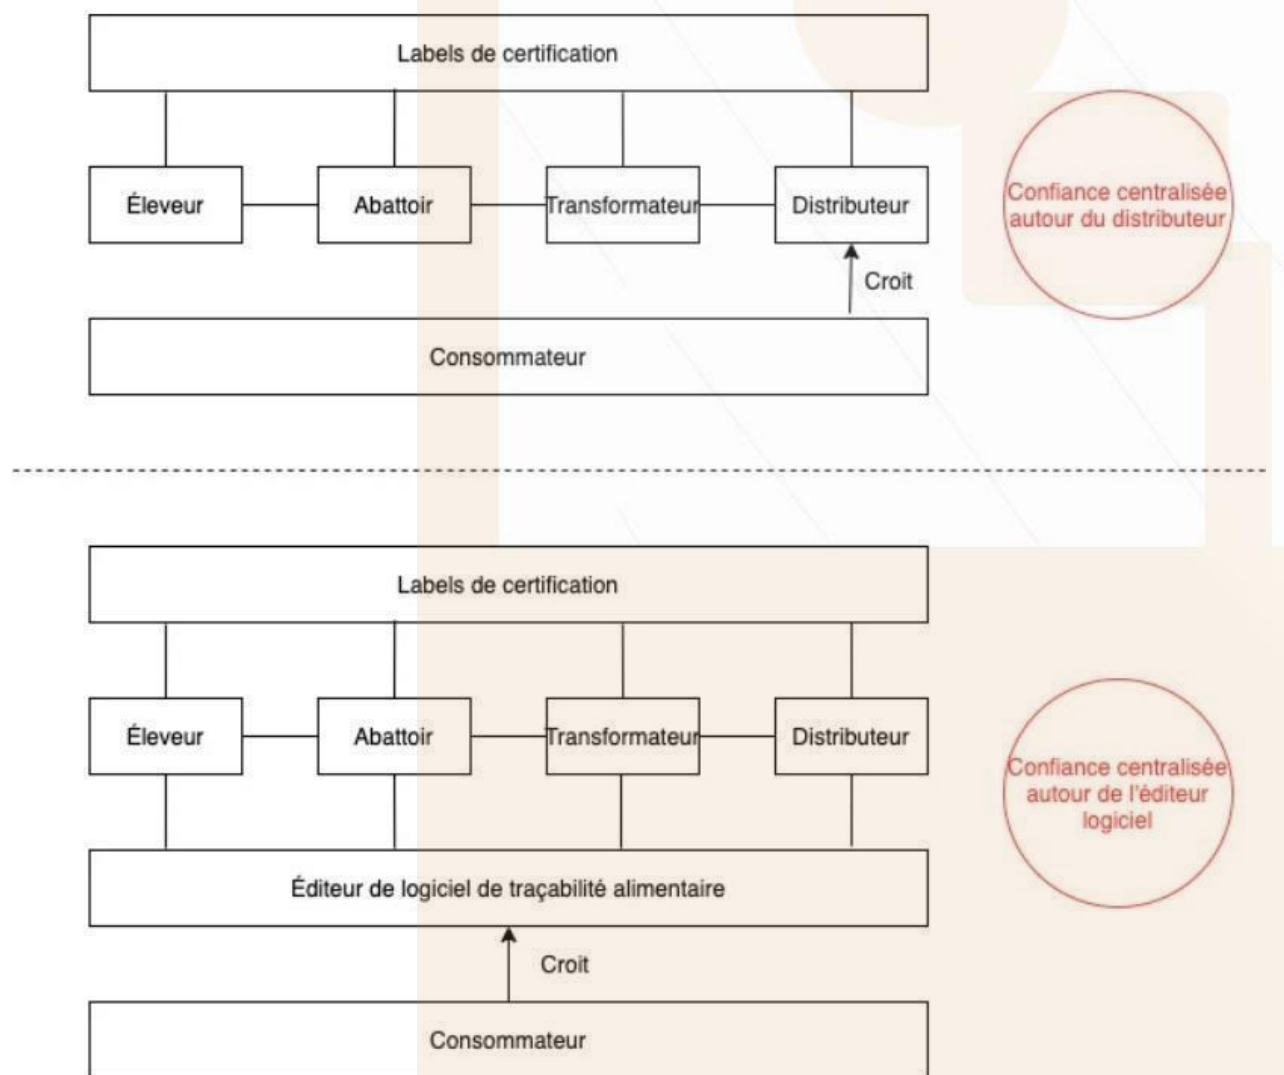 Labels de certification
Éleveur
Abattoir
Transformateur
Distributeur
Confiance centralisée
autour du distributeur
Croit
Consommateur
Labels de certification
Éleveur
Abattoir
Transformateur
Distributeur
Confiance centralisée
autour de l'éditeur
logiciel
Éditeur de logiciel de traçabilité alimentaire
Croit
Consommateur